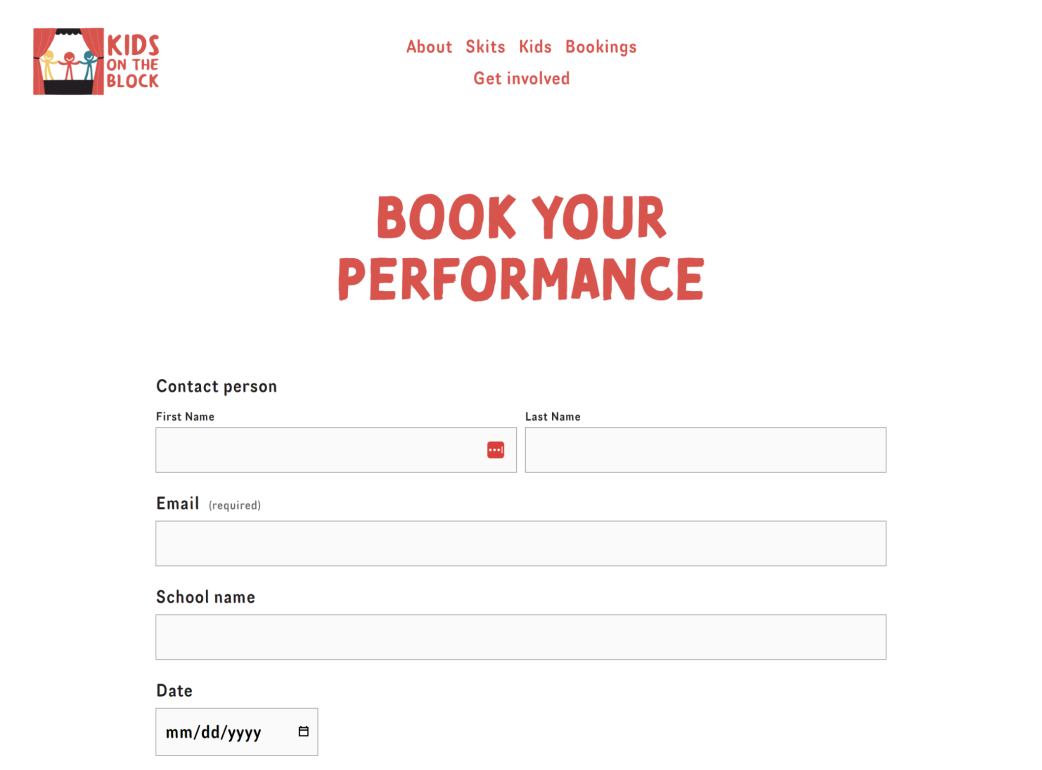 KIDS
ON THE
BLOCK
About Skits Kids Bookings
Get involved
BOOK YOUR
PERFORMANCE
Contact person
First Name
Last Name
Email (required)
School name
Date
mm/dd/yyyy